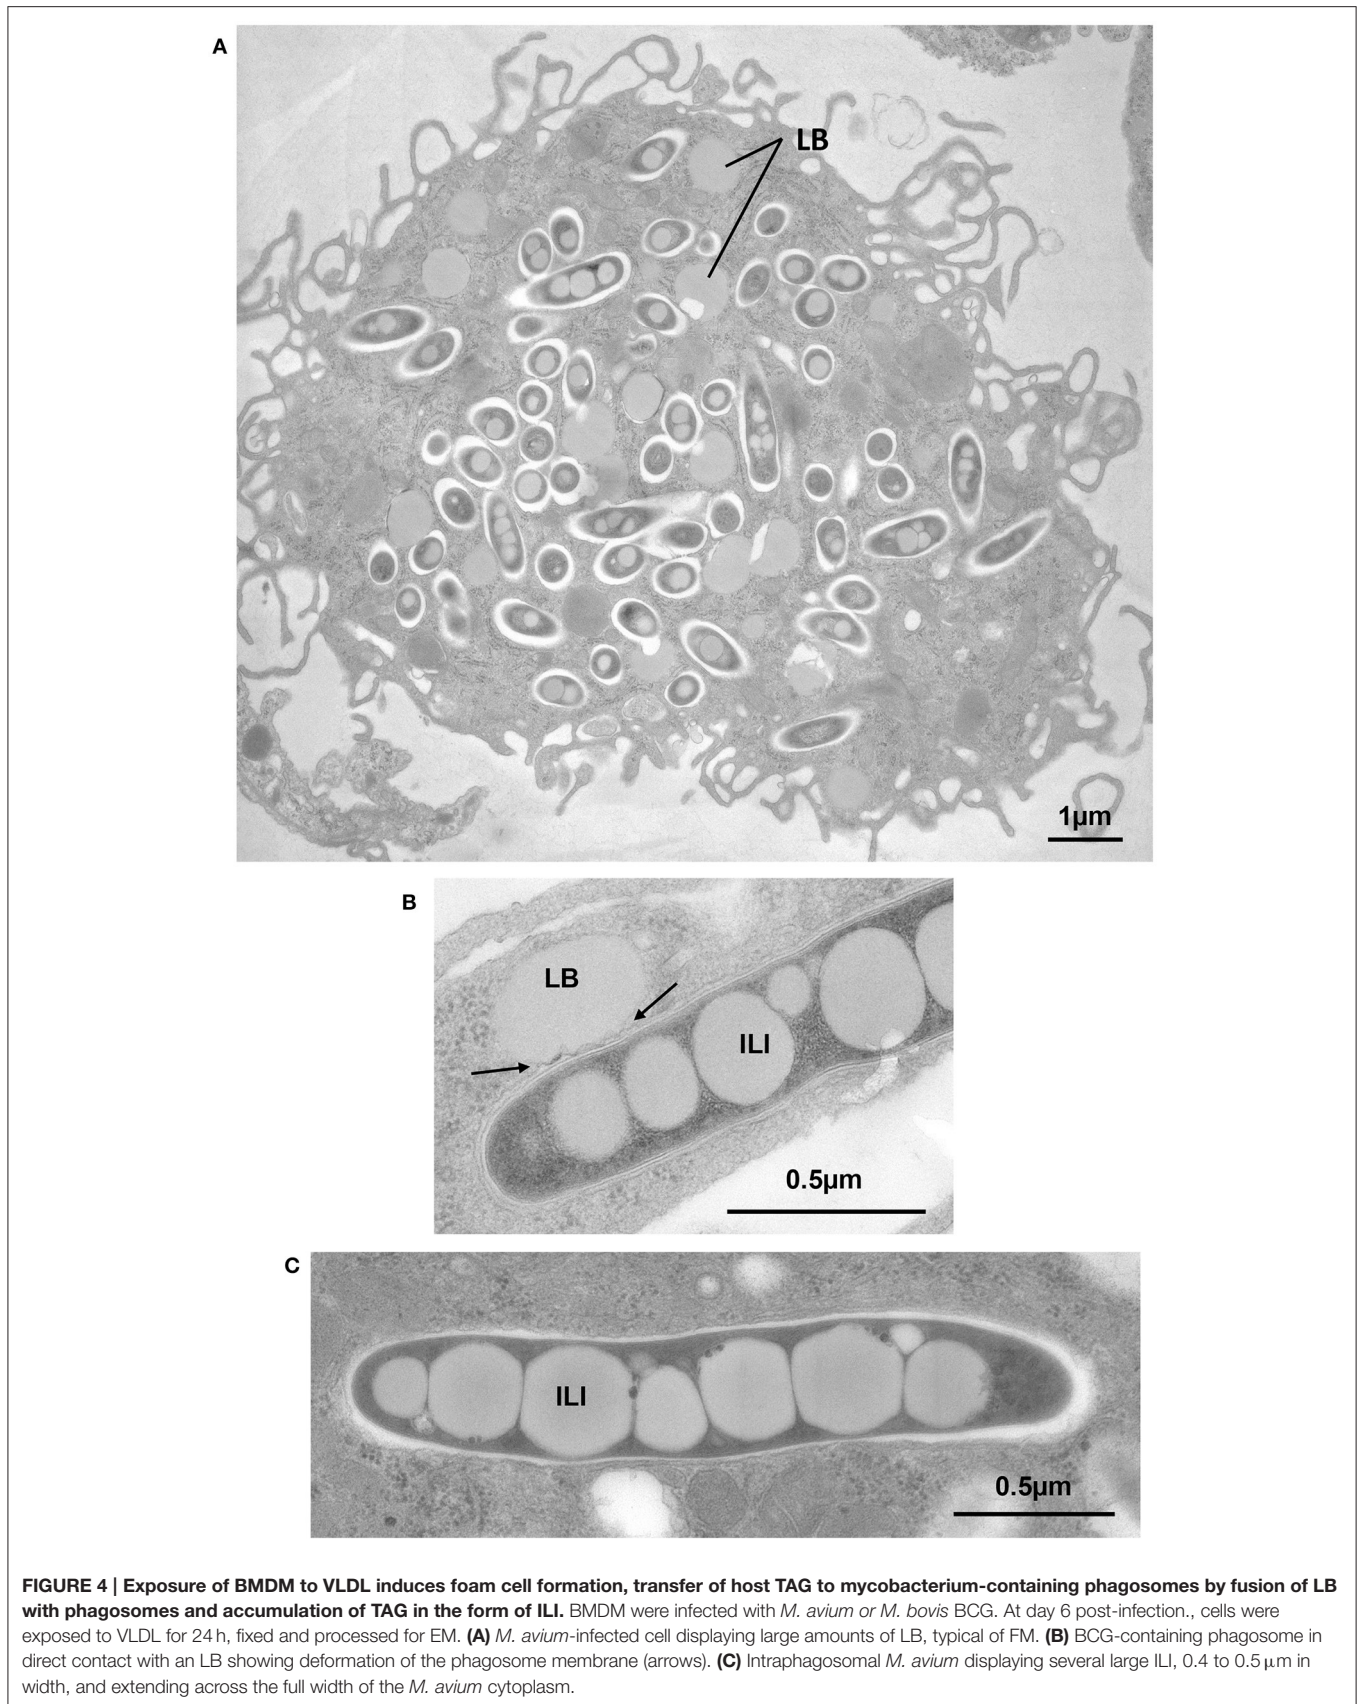 A
LB
1µm
B
LB
ILI
0.5µm
C
ILI
0.5µm
FIGURE 4 | Exposure of BMDM to VLDL induces foam cell formation, transfer of host TAG to mycobacterium-containing phagosomes by fusion of LB
with phagosomes and accumulation of TAG in the form of ILI. BMDM were infected with M. avium or M. bovis BCG. At day 6 post-infection., cells were
exposed to VLDL for 24 h, fixed and processed for EM. (A) M. avium-infected cell displaying large amounts of LB, typical of FM. (B) BCG-containing phagosome in
direct contact with an LB showing deformation of the phagosome membrane (arrows). (C) Intraphagosomal M. avium displaying several large ILI, 0.4 to 0.5 µm in
width, and extending across the full width of the M. avium cytoplasm.